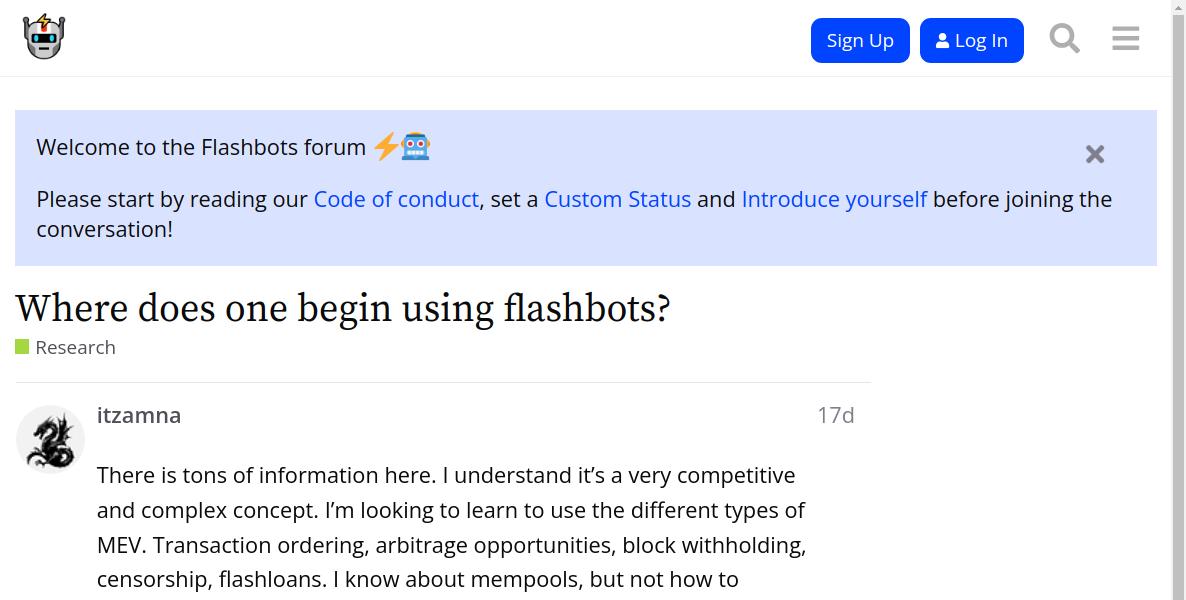 Sign Up
Log In
Welcome to the Flashbots forum
Please start by reading our Code of conduct, set a Custom Status and Introduce yourself before joining the
conversation!
Where does one begin using flashbots?
Research
itzamna
17d
There is tons of information here. I understand it’s a very competitive
and complex concept. I’m looking to learn to use the different types of
MEV. Transaction ordering, arbitrage opportunities, block withholding,
censorship, flashloans. I know about mempools, but not how to